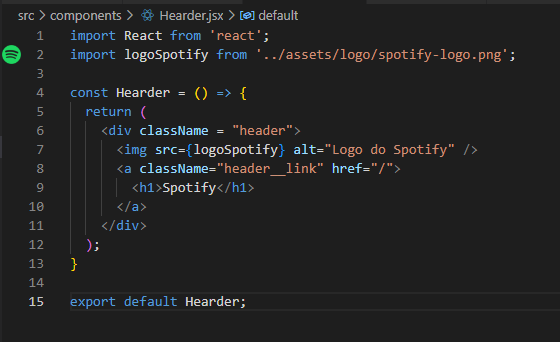 src > components > Hearder.jsx > default
1 import React from 'react';
2 import logoSpotify from '../assets/logo/spotify-logo.png';
3
4 const Hearder = () => {
5 return (
6 <div className = "header">
7 <img src={logoSpotify} alt="Logo do Spotify" />
8 <a className="header__link" href="/">
9 <h1>Spotify</h1>
10 </a>
11 </div>
12 );
13 }
14
15 export default Hearder;